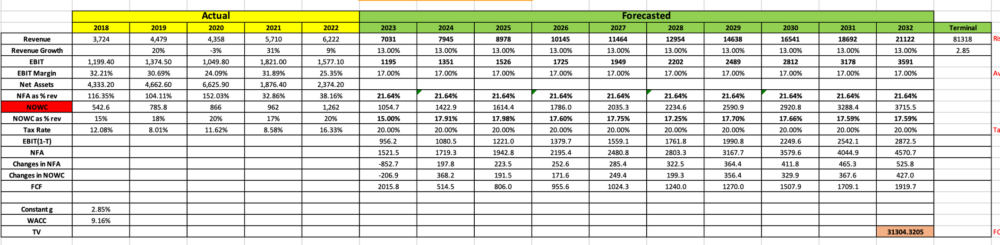 Actual Forecasted
2018 2019 2020 2021 2022 2023 2024 2025 2026 2027 2028 2029 2030 2031 2032 Terminal
Revenue 3,724 4,479 4,358 5,710 6,222 7031 7945 8978 10145 11464 12954 14638 16541 18692 21122 81318 Ris
Revenue Growth 20% -3% 31% 9% 13.00% 13.00% 13.00% 13.00% 13.00% 13.00% 13.00% 13.00% 13.00% 13.00% 2.85
EBIT 1,199.40 1,374.50 1,049.80 1,821.00 1,577.10 1195 1351 1526 1725 1949 2202 2489 2812 3178 3591
EBIT Margin 32.21% 30.69% 24.09% 31.89% 25.35% 17.00% 17.00% 17.00% 17.00% 17.00% 17.00% 17.00% 17.00% 17.00% 17.00% Av
Net Assets 4,333.20 4,662.60 6,625.90 1,876.40 2,374.20
NFA as % rev 116.35% 104.11% 152.03% 32.86% 38.16% 21.64% 21.64% 21.64% 21.64% 21.64% 21.64% 21.64% 21.64% 21.64% 21.64%
NOWC 542.6 785.8 866 962 1,262 1054.7 1422.9 1614.4 1786.0 2035.3 2234.6 2590.9 2920.8 3288.4 3715.5
NOWC as % rev 15% 18% 20% 17% 20% 15.00% 17.91% 17.98% 17.60% 17.75% 17.25% 17.70% 17.66% 17.59% 17.59%
Tax Rate 12.08% 8.01% 11.62% 8.58% 16.33% 20.00% 20.00% 20.00% 20.00% 20.00% 20.00% 20.00% 20.00% 20.00% 20.00% Ta
EBIT(1-T) 956.2 1080.5 1221.0 1379.7 1559.1 1761.8 1990.8 2249.6 2542.1 2872.5
NFA 1521.5 1719.3 1942.8 2195.4 2480.8 2803.3 3167.7 3579.6 4044.9 4570.7
Changes in NFA -852.7 197.8 223.5 252.6 285.4 322.5 364.4 411.8 465.3 525.8
Changes in NOWC -206.9 368.2 191.5 171.6 249.4 199.3 356.4 329.9 367.6 427.0
FCF 2015.8 514.5 806.0 955.6 1024.3 1240.0 1270.0 1507.9 1709.1 1919.7
Constant g 2.85%
WACC 9.16%
TV 31304.3205 FC